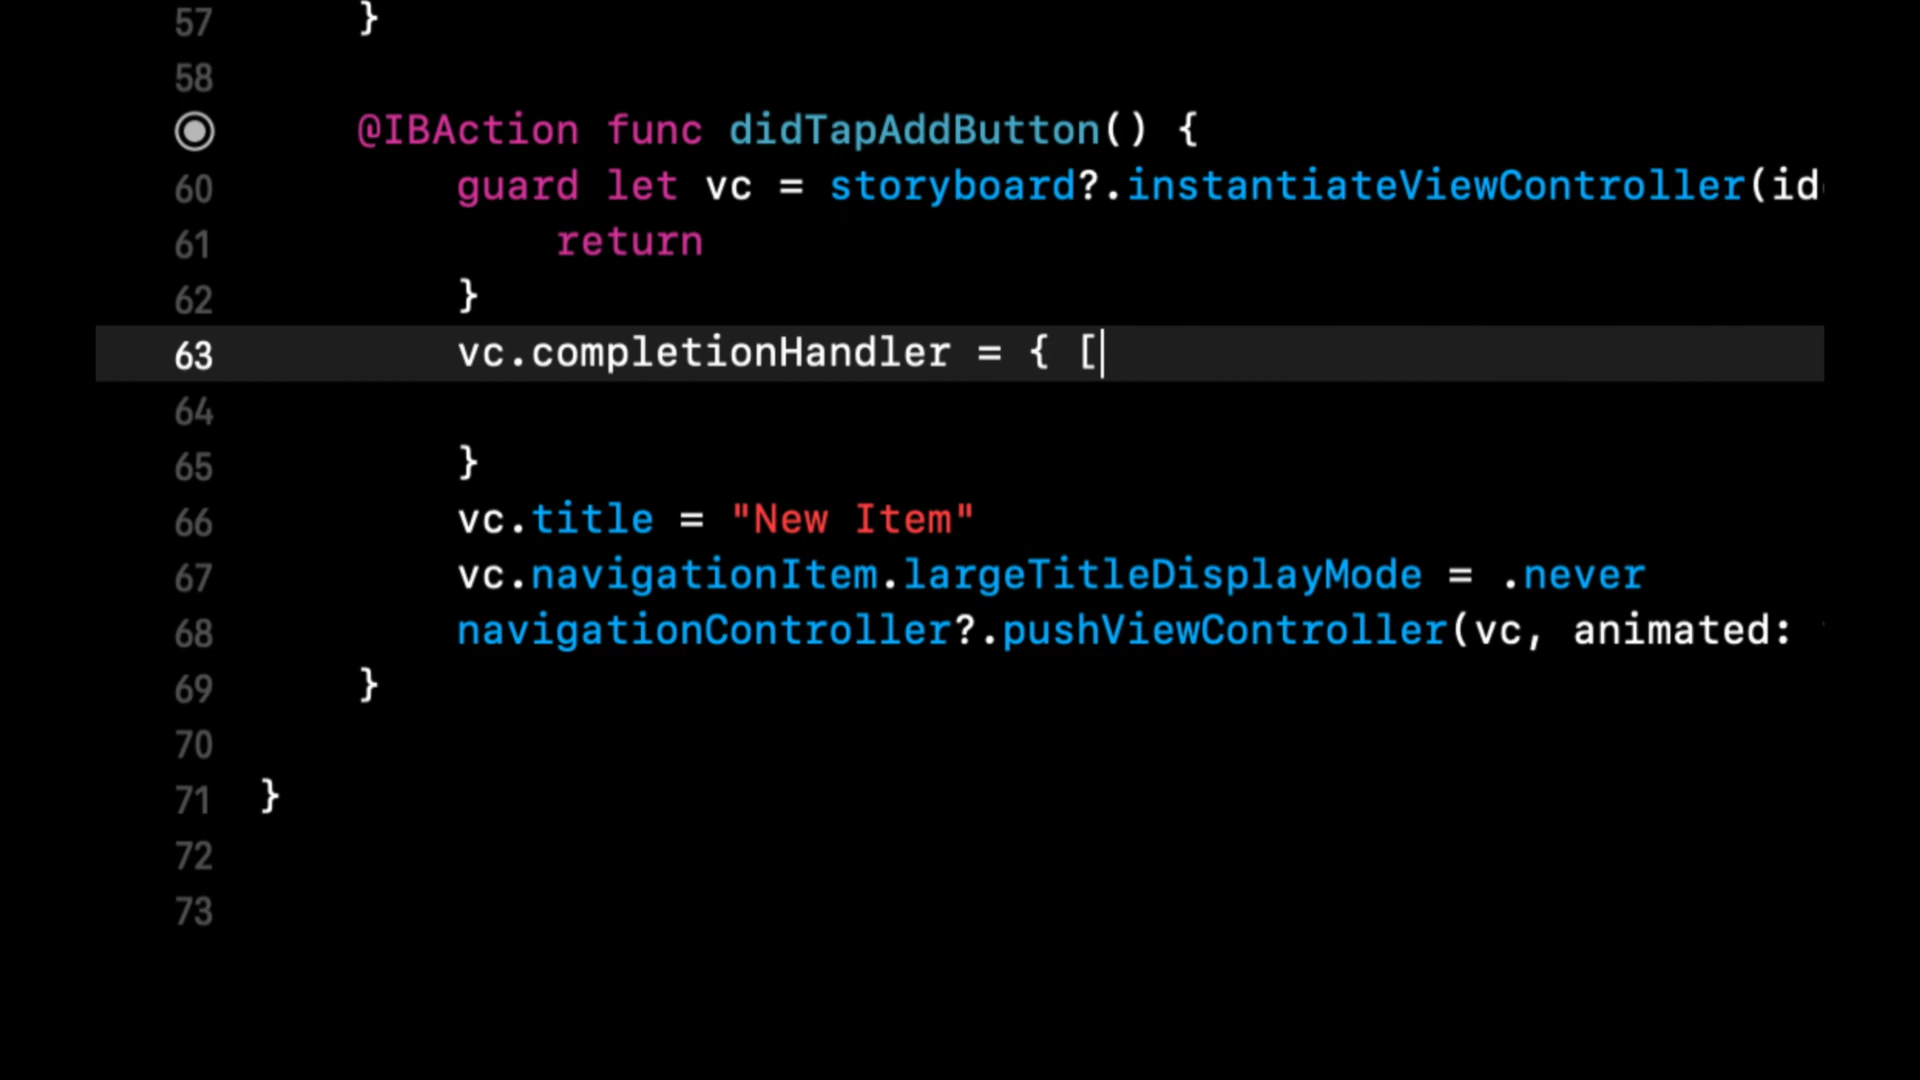 57 }
58
@IBAction func didTapAddButton() {
60 guard let vc = storyboard?.instantiateViewController(id
61 return
62 }
63 vc.completionHandler = { [
64
65 }
66 vc.title = "New Item"
67 vc.navigationItem.largeTitleDisplayMode = .never
68 navigationController?.pushViewController(vc, animated:
69 }
70
71 }
72
73